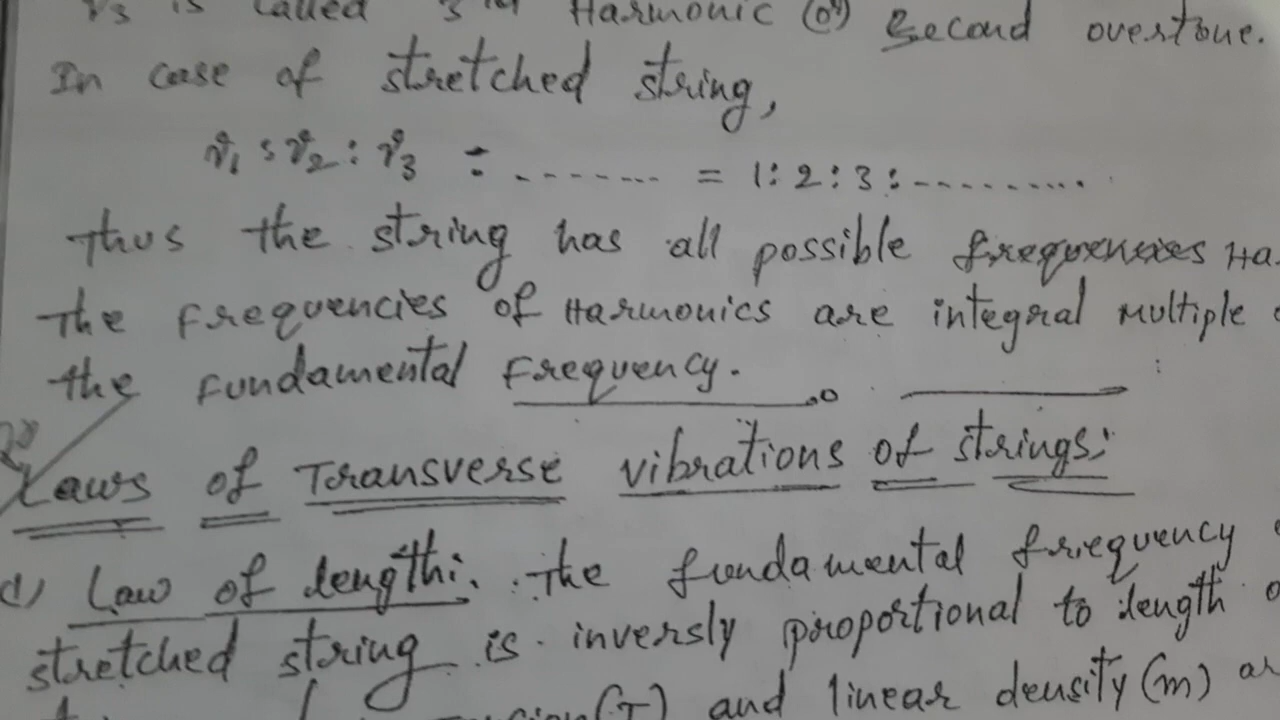 ν3 is called 3rd Harmonic (or) Second overtone.
In case of stretched string,
ν1 : ν2 : ν3 : ........ = 1 : 2 : 3 : ..........
Thus the string has all possible frequencies Ha
The Frequencies of Harmonics are integral Multiple
the Fundamental Frequency.
Laws of Transverse vibrations of strings:
Law of length: The fundamental frequency
stretched string is inversly proportional to length
(T) and linear density (m) ar